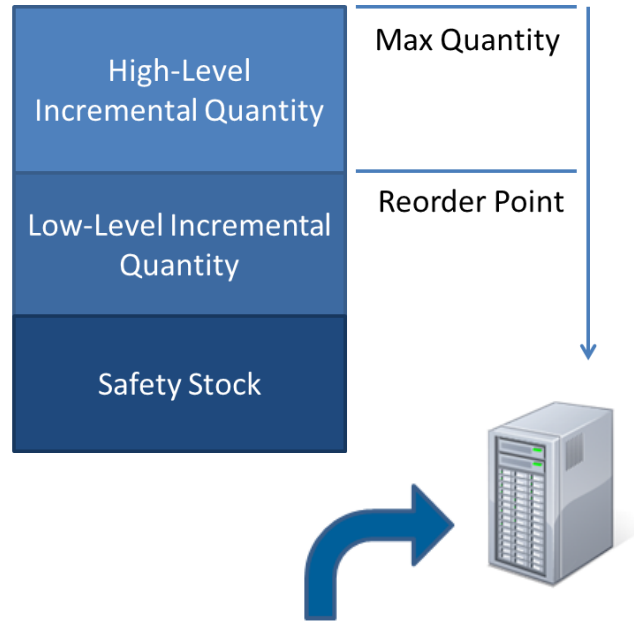 High-Level
Incremental Quantity
Max Quantity
Low-Level Incremental
Quantity
Reorder Point
Safety Stock